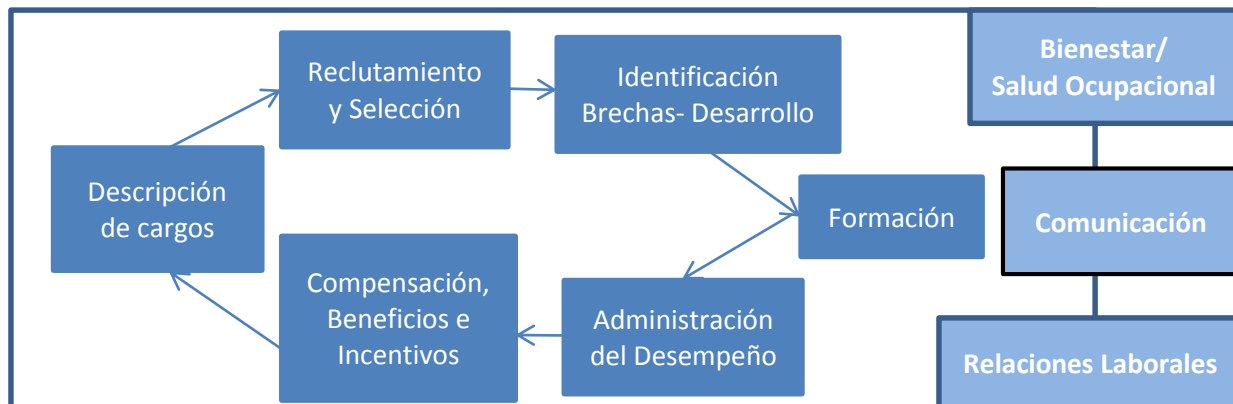 Reclutamiento
y Selección
Identificación
Brechas- Desarrollo
Bienestar/
Salud Ocupacional
Descripción
de cargos
Formación
Comunicación
Compensación,
Beneficios e
Incentivos
Administración
del Desempeño
Relaciones Laborales